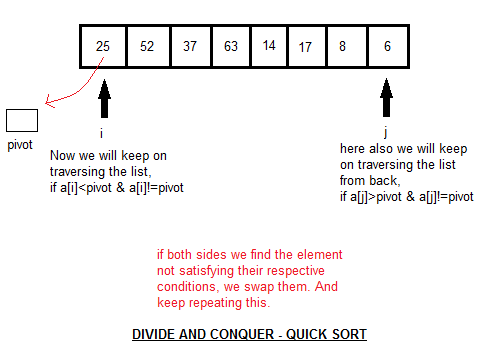 25 52 37 63 14 17 8 6
i
j
pivot
Now we will keep on
traversing the list,
if a[i]<pivot & a[i]!=pivot
here also we will keep
on traversing the list
from back,
if a[j]>pivot & a[j]!=pivot
if both sides we find the element
not satisfying their respective
conditions, we swap them. And
keep repeating this.
DIVIDE AND CONQUER - QUICK SORT